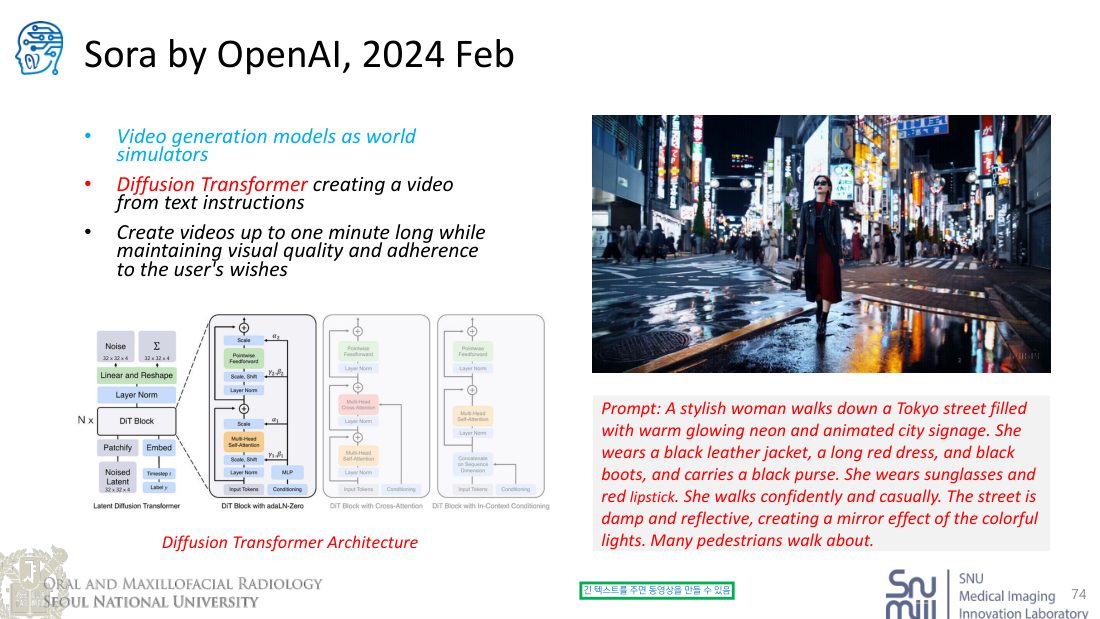 Sora by OpenAI, 2024 Feb
• Video generation models as world
simulators
• Diffusion Transformer creating a video
from text instructions
• Create videos up to one minute long while
maintaining visual quality and adherence
to the user's wishes
Noise
32 x 32 x 4
Σ
32 x 32 x 4
Linear and Reshape
Layer Norm
N x
DiT Block
Patchify
Embed
Noised
Latent
32 x 32 x 4
Timestep t
Label y
Latent Diffusion Transformer
Scale
α₂
Pointwise
Feedforward
Scale, Shift
γ₂,β₂
Layer Norm
Scale
α₁
Multi-Head
Self-Attention
Scale, Shift
γ₁,β₁
Layer Norm
MLP
Input Tokens
Conditioning
DiT Block with adaLN-Zero
Pointwise
Feedforward
Layer Norm
Multi-Head
Cross-Attention
Layer Norm
Multi-Head
Self-Attention
Layer Norm
Input Tokens
Conditioning
DiT Block with Cross-Attention
Pointwise
Feedforward
Layer Norm
Multi-Head
Self-Attention
Layer Norm
Concatenate
on Sequence
Dimension
Input Tokens
Conditioning
DiT Block with In-Context Conditioning
Diffusion Transformer Architecture
Prompt: A stylish woman walks down a Tokyo street filled
with warm glowing neon and animated city signage. She
wears a black leather jacket, a long red dress, and black
boots, and carries a black purse. She wears sunglasses and
red lipstick. She walks confidently and casually. The street is
damp and reflective, creating a mirror effect of the colorful
lights. Many pedestrians walk about.
ORAL AND MAXILLOFACIAL RADIOLOGY
SEOUL NATIONAL UNIVERSITY
긴 텍스트를 주면 동영상을 만들 수 있음
SNU
Medical Imaging
Innovation Laboratory
74